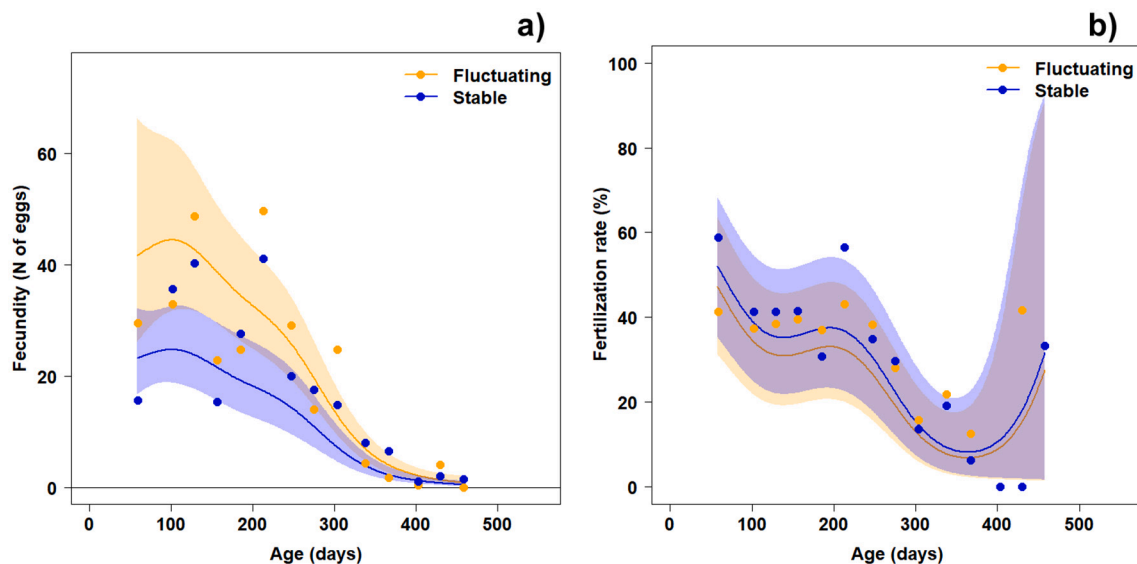 a)
Fluctuating
Stable
Fecundity (N of eggs)
60
40
20
0
0 100 200 300 400 500
Age (days)
b)
Fluctuating
Stable
Fertilization rate (%)
100
80
60
40
20
0
0 100 200 300 400 500
Age (days)